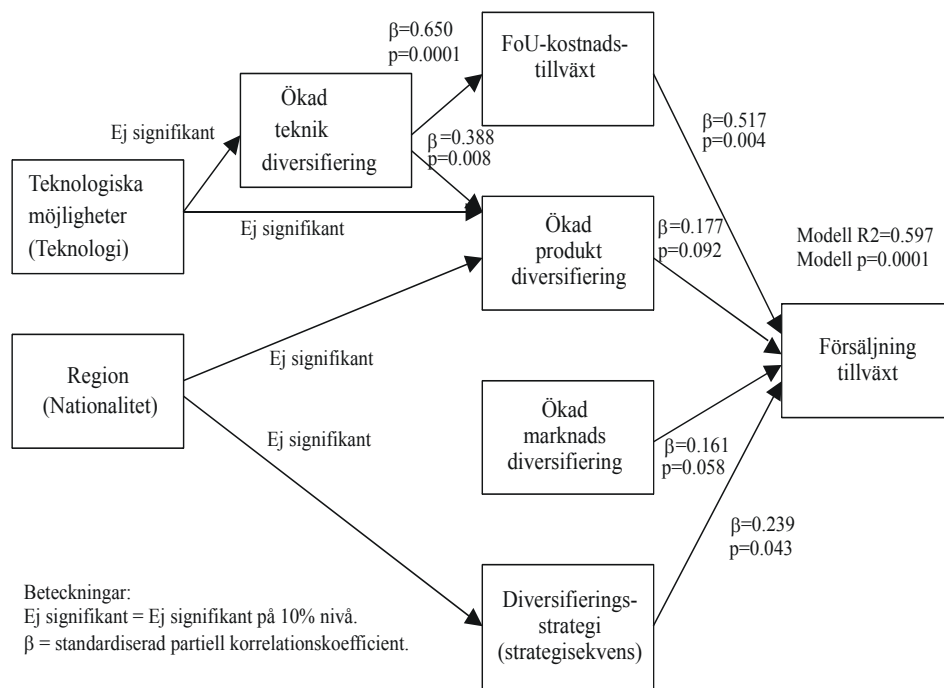 β=0.650
p=0.0001
FoU-kostnads-
tillväxt
Ökad
teknik
diversifiering
Ej signifikant
β=0.388
p=0.008
β=0.517
p=0.004
Teknologiska
möjligheter
(Teknologi)
Ej signifikant
Ökad
produkt
diversifiering
β=0.177
p=0.092
Modell R2=0.597
Modell p=0.0001
Region
(Nationalitet)
Ej signifikant
Försäljning
tillväxt
Ej signifikant
Ökad
marknads
diversifiering
β=0.161
p=0.058
β=0.239
p=0.043
Diversifierings-
strategi
(strategisekvens)
Beteckningar:
Ej signifikant = Ej signifikant på 10% nivå.
β = standardiserad partiell korrelationskoefficient.